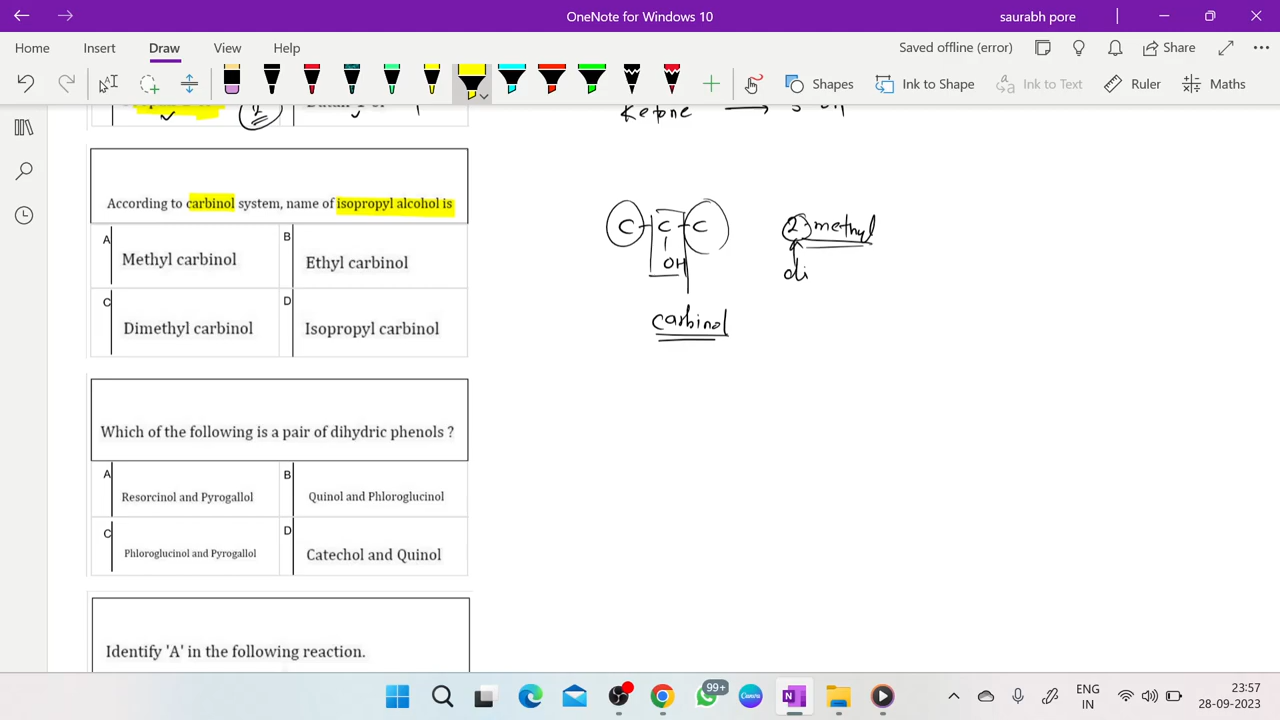 OneNote for Windows 10
saurabh pore
Home Insert Draw View Help
Saved offline (error)
Share
Shapes
Ink to Shape
Ink to Text
Ruler
Maths
Ketone
According to carbinol system, name of isopropyl alcohol is
A
Methyl carbinol
B
Ethyl carbinol
C
Dimethyl carbinol
D
Isopropyl carbinol
C - C - C
OH
carbinol
2 methyl
di
Which of the following is a pair of dihydric phenols ?
A
Resorcinol and Pyrogallol
B
Quinol and Phloroglucinol
C
Phloroglucinol and Pyrogallol
D
Catechol and Quinol
Identify 'A' in the following reaction.
99+
ENG
IN
23:57
28-09-2023